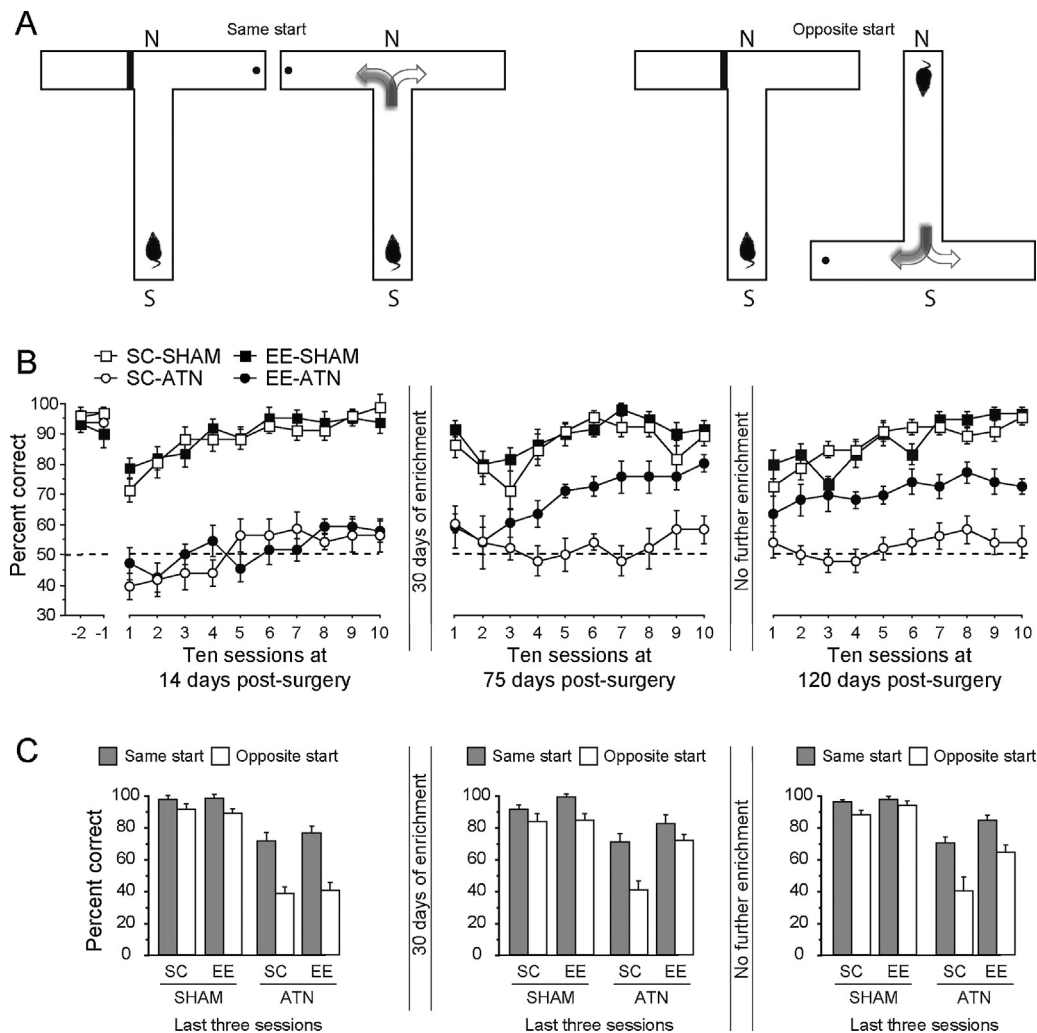 A
N
Same start
N
N
Opposite start
N
S
S
S
S
B
SC-SHAM EE-SHAM
SC-ATN EE-ATN
Percent correct
100
90
80
70
60
50
40
30
-2 -1
1 2 3 4 5 6 7 8 9 10
Ten sessions at
14 days post-surgery
30 days of enrichment
1 2 3 4 5 6 7 8 9 10
Ten sessions at
75 days post-surgery
No further enrichment
1 2 3 4 5 6 7 8 9 10
Ten sessions at
120 days post-surgery
C
Same start Opposite start
Percent correct
100
80
60
40
20
0
SC EE SC EE
SHAM ATN
Last three sessions
30 days of enrichment
Same start Opposite start
100
80
60
40
20
0
SC EE SC EE
SHAM ATN
Last three sessions
No further enrichment
Same start Opposite start
100
80
60
40
20
0
SC EE SC EE
SHAM ATN
Last three sessions